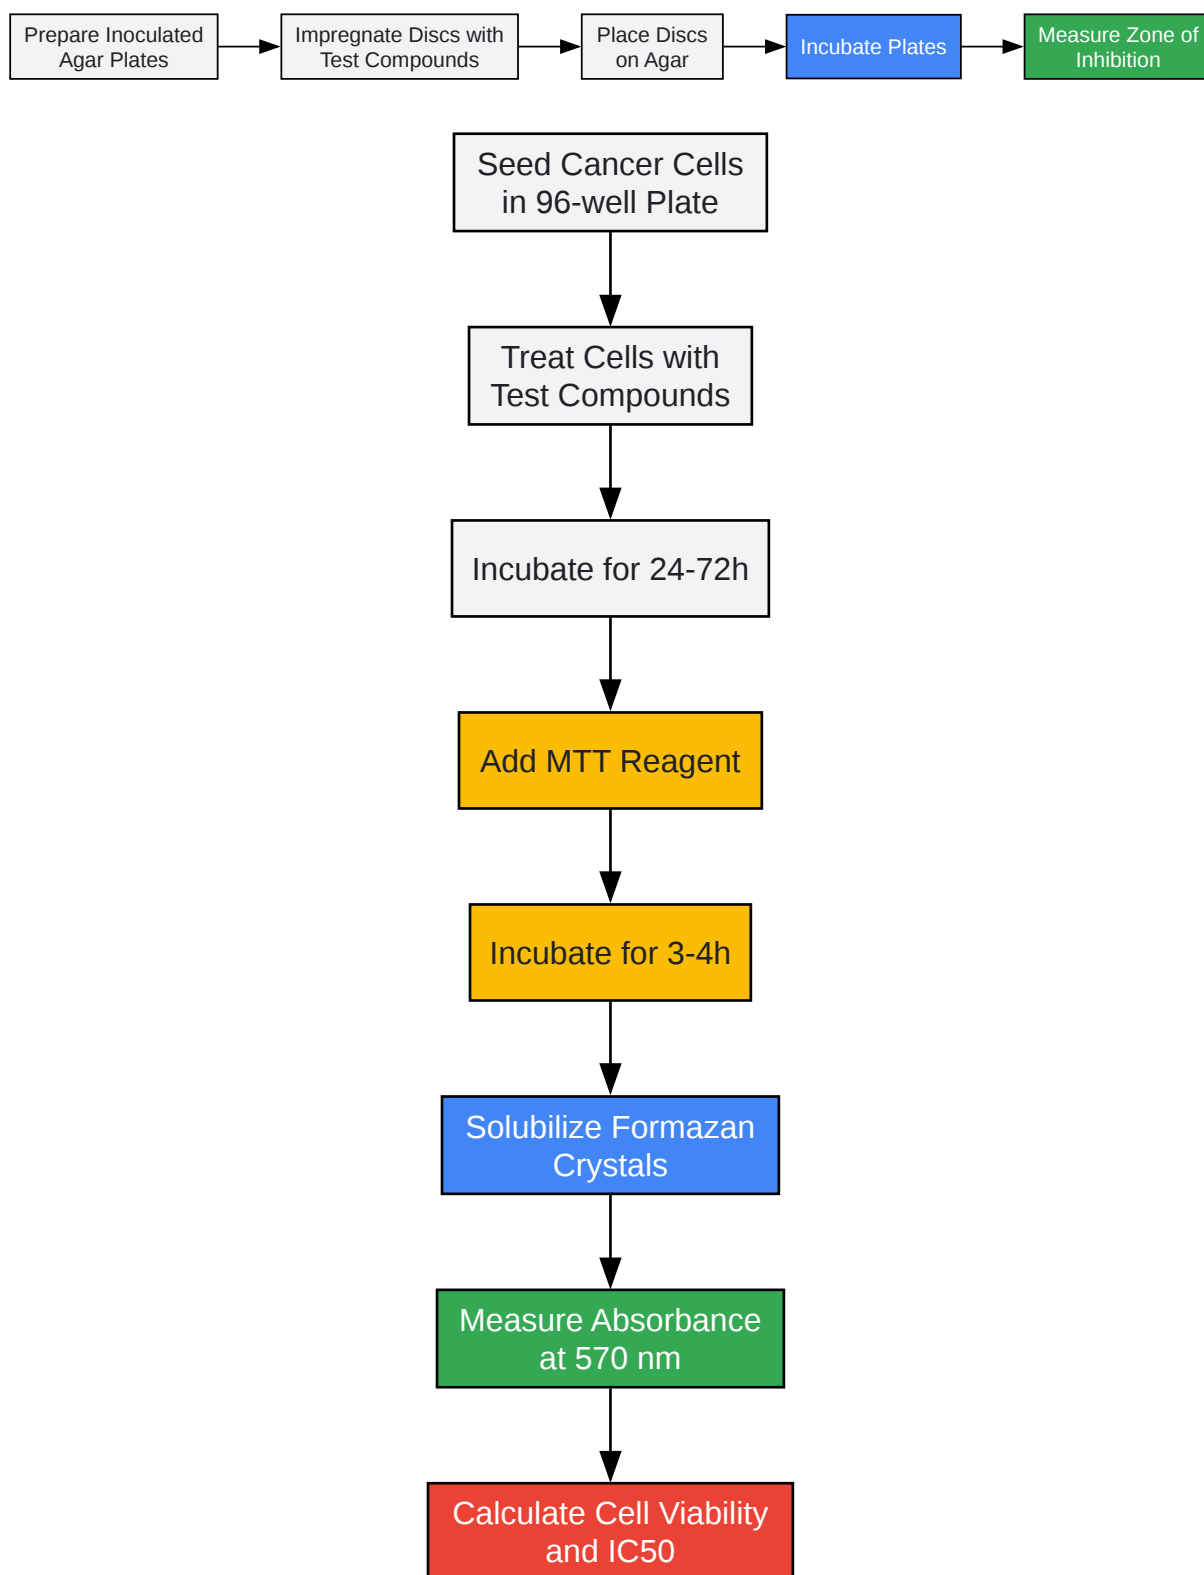 Prepare Inoculated
Agar Plates
Impregnate Discs with
Test Compounds
Place Discs
on Agar
Incubate Plates
Measure Zone of
Inhibition
Seed Cancer Cells
in 96-well Plate
Treat Cells with
Test Compounds
Incubate for 24-72h
Add MTT Reagent
Incubate for 3-4h
Solubilize Formazan
Crystals
Measure Absorbance
at 570 nm
Calculate Cell Viability
and IC50